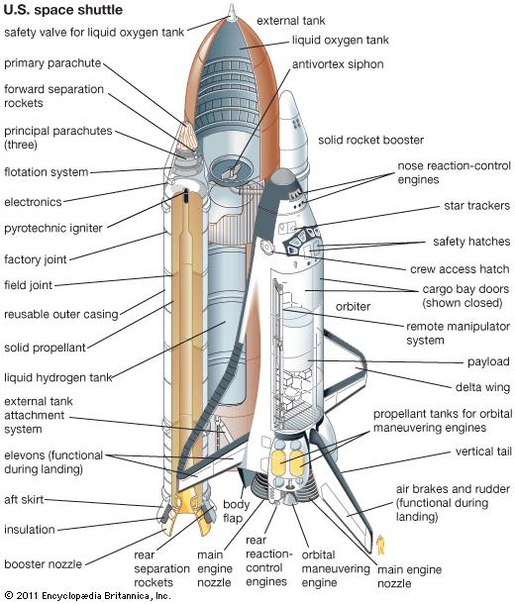 U.S. space shuttle
safety valve for liquid oxygen tank
external tank
liquid oxygen tank
primary parachute
antivortex siphon
forward separation
rockets
principal parachutes
(three)
solid rocket booster
flotation system
nose reaction-control
engines
electronics
star trackers
pyrotechnic igniter
safety hatches
factory joint
crew access hatch
field joint
cargo bay doors
(shown closed)
reusable outer casing
orbiter
remote manipulator
system
solid propellant
payload
liquid hydrogen tank
delta wing
external tank
attachment
system
propellant tanks for orbital
maneuvering engines
elevons (functional
during landing)
vertical tail
aft skirt
body
flap
air brakes and rudder
(functional during
landing)
insulation
booster nozzle
rear
separation
rockets
main
engine
nozzle
rear
reaction-
control
engines
orbital
maneuvering
engine
main engine
nozzle
© 2011 Encyclopædia Britannica, Inc.